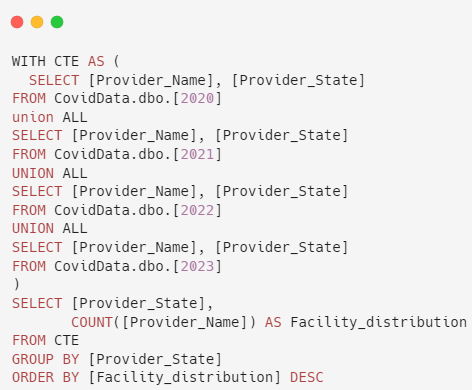 WITH CTE AS (
  SELECT [Provider_Name], [Provider_State]
FROM CovidData.dbo.[2020]
union ALL
SELECT [Provider_Name], [Provider_State]
FROM CovidData.dbo.[2021]
UNION ALL
SELECT [Provider_Name], [Provider_State]
FROM CovidData.dbo.[2022]
UNION ALL
SELECT [Provider_Name], [Provider_State]
FROM CovidData.dbo.[2023]
)
SELECT [Provider_State],
       COUNT([Provider_Name]) AS Facility_distribution
FROM CTE
GROUP BY [Provider_State]
ORDER BY [Facility_distribution] DESC